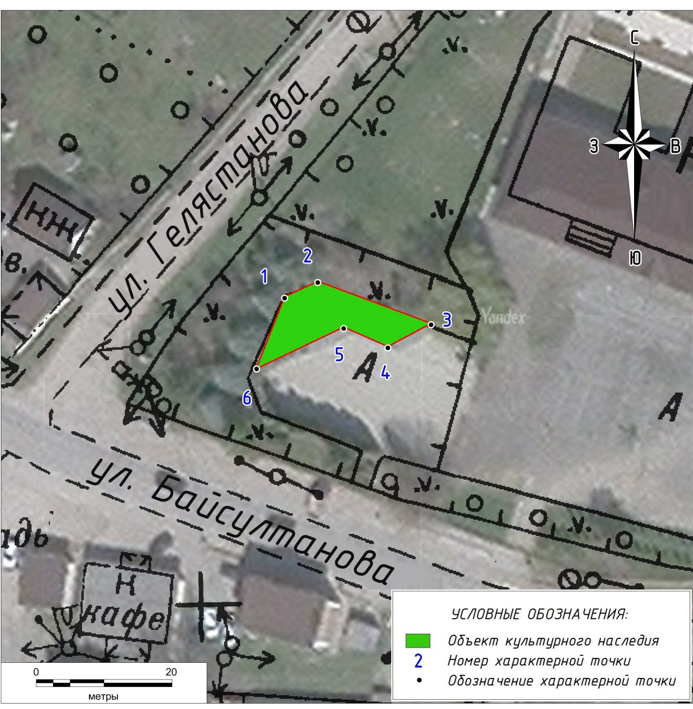 С
З
В
Ю
ул. Гелястанова
КЖ
в.
.v.
.v.
.v.
.v.
.v.
.v.
.v.
.v.
.v.
1
2
3
4
5
6
А
А
Yandex
ул. Байсултанова
адь
Н
кафе
УСЛОВНЫЕ ОБОЗНАЧЕНИЯ:
Объект культурного наследия
2 Номер характерной точки
Обозначение характерной точки
0 20
метры